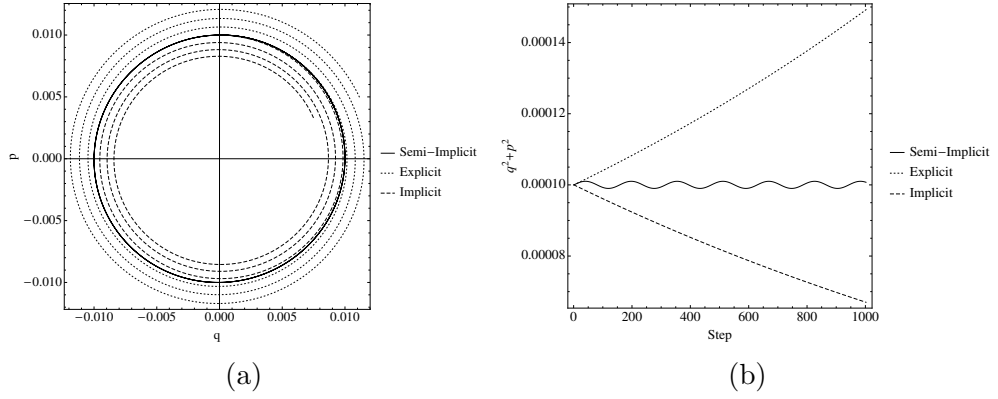 0.010
0.005
0.000
−0.005
−0.010
p
−0.010 −0.005 0.000 0.005 0.010
q
Semi−Implicit
Explicit
Implicit
(a)
0.00014
0.00012
0.00010
0.00008
q²+p²
0 200 400 600 800 1000
Step
Semi−Implicit
Explicit
Implicit
(b)